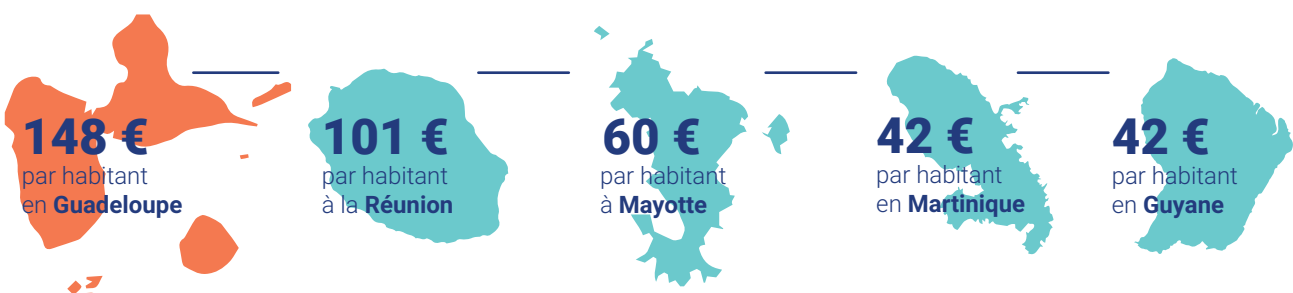 148 €
par habitant
en Guadeloupe
101 €
par habitant
à la Réunion
60 €
par habitant
à Mayotte
42 €
par habitant
en Martinique
42 €
par habitant
en Guyane